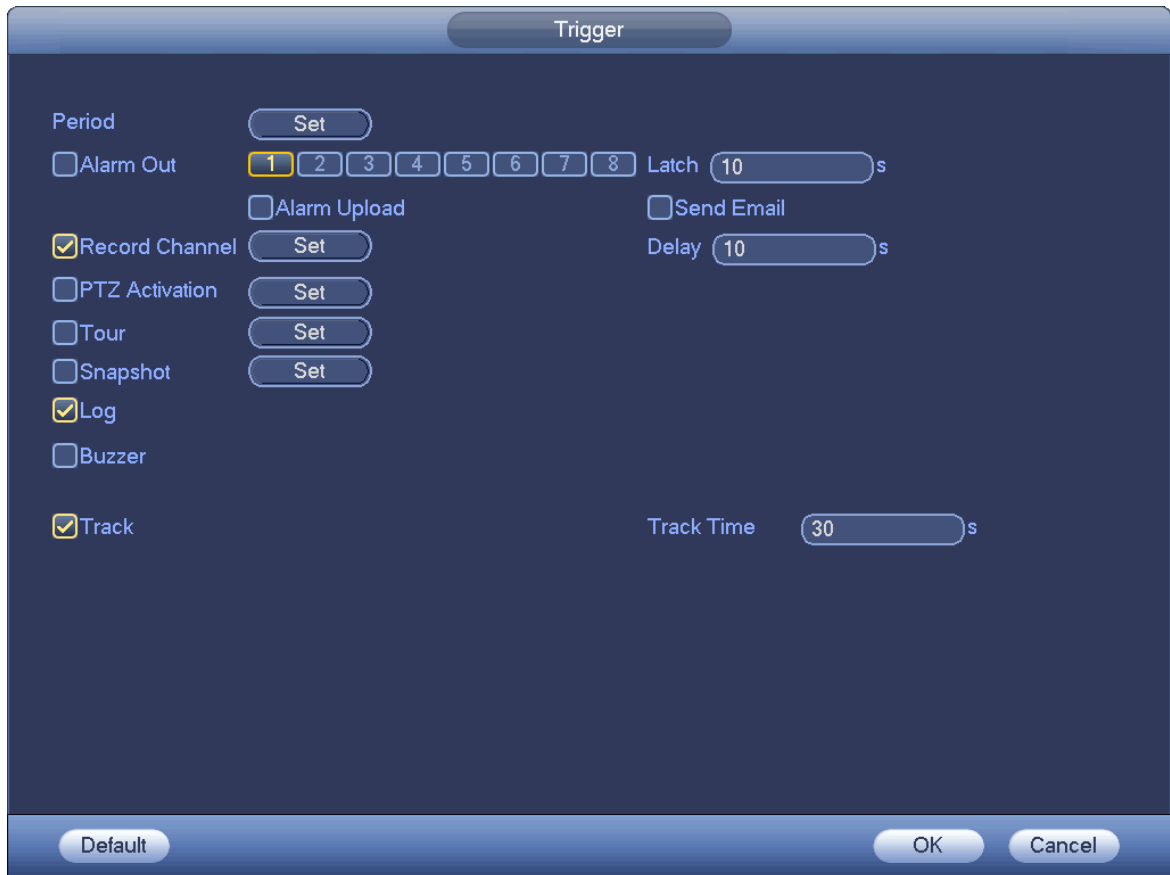 Trigger
Period Set
Alarm Out 1 2 3 4 5 6 7 8 Latch 10 s
Alarm Upload Send Email
Record Channel Set Delay 10 s
PTZ Activation Set
Tour Set
Snapshot Set
Log
Buzzer
Track Track Time 30 s
Default OK Cancel